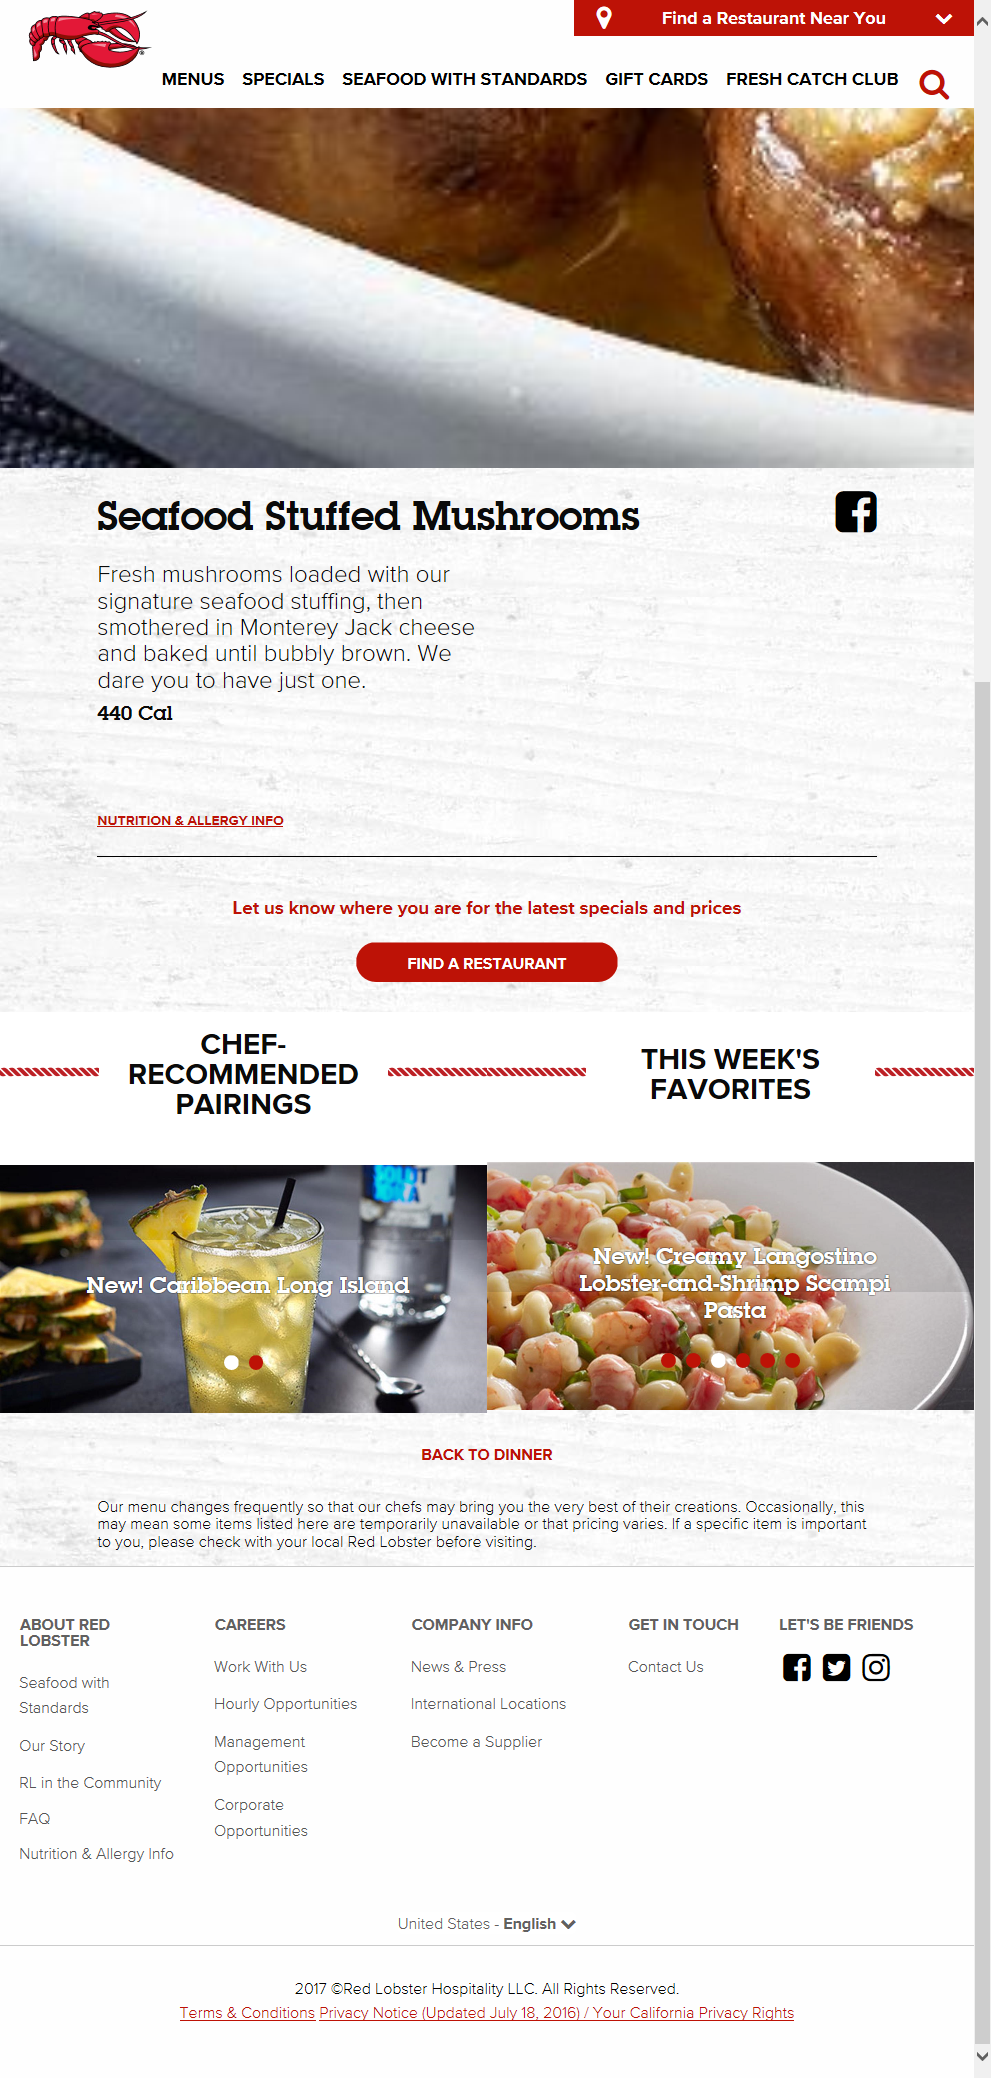 Find a Restaurant Near You
MENUS SPECIALS SEAFOOD WITH STANDARDS GIFT CARDS FRESH CATCH CLUB
Seafood Stuffed Mushrooms
Fresh mushrooms loaded with our
signature seafood stuffing, then
smothered in Monterey Jack cheese
and baked until bubbly brown. We
dare you to have just one.
440 Cal
NUTRITION & ALLERGY INFO
Let us know where you are for the latest specials and prices
FIND A RESTAURANT
CHEF-
RECOMMENDED
PAIRINGS
THIS WEEK'S
FAVORITES
New! Caribbean Long Island
New! Creamy Langostino
Lobster-and-Shrimp Scampi
Pasta
BACK TO DINNER
Our menu changes frequently so that our chefs may bring you the very best of their creations. Occasionally, this
may mean some items listed here are temporarily unavailable or that pricing varies. If a specific item is important
to you, please check with your local Red Lobster before visiting.
ABOUT RED
LOBSTER
Seafood with
Standards
Our Story
RL in the Community
FAQ
Nutrition & Allergy Info
CAREERS
Work With Us
Hourly Opportunities
Management
Opportunities
Corporate
Opportunities
COMPANY INFO
News & Press
International Locations
Become a Supplier
GET IN TOUCH
Contact Us
LET'S BE FRIENDS
United States - English
2017 ©Red Lobster Hospitality LLC. All Rights Reserved.
Terms & Conditions Privacy Notice (Updated July 18, 2016) / Your California Privacy Rights